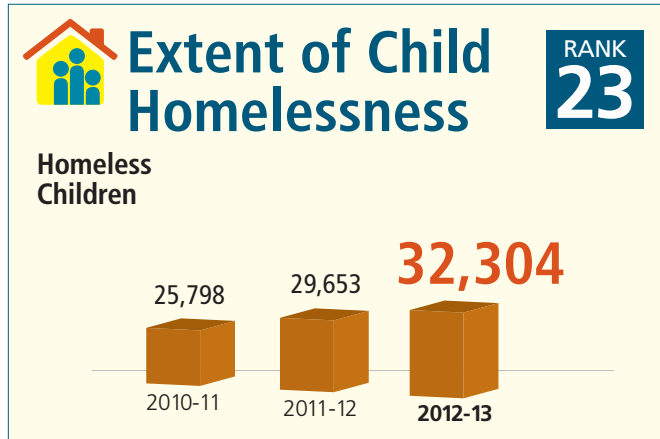 Extent of Child
Homelessness
RANK
23
Homeless
Children
25,798
29,653
32,304
2010-11
2011-12
2012-13